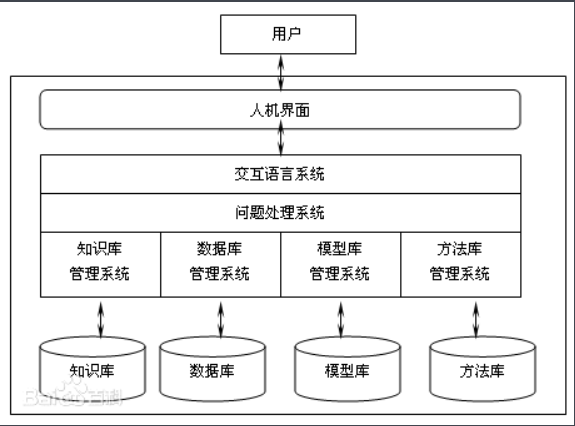 用户
人机界面
交互语言系统
问题处理系统
知识库
管理系统
数据库
管理系统
模型库
管理系统
方法库
管理系统
知识库
数据库
模型库
方法库
Baidu百科